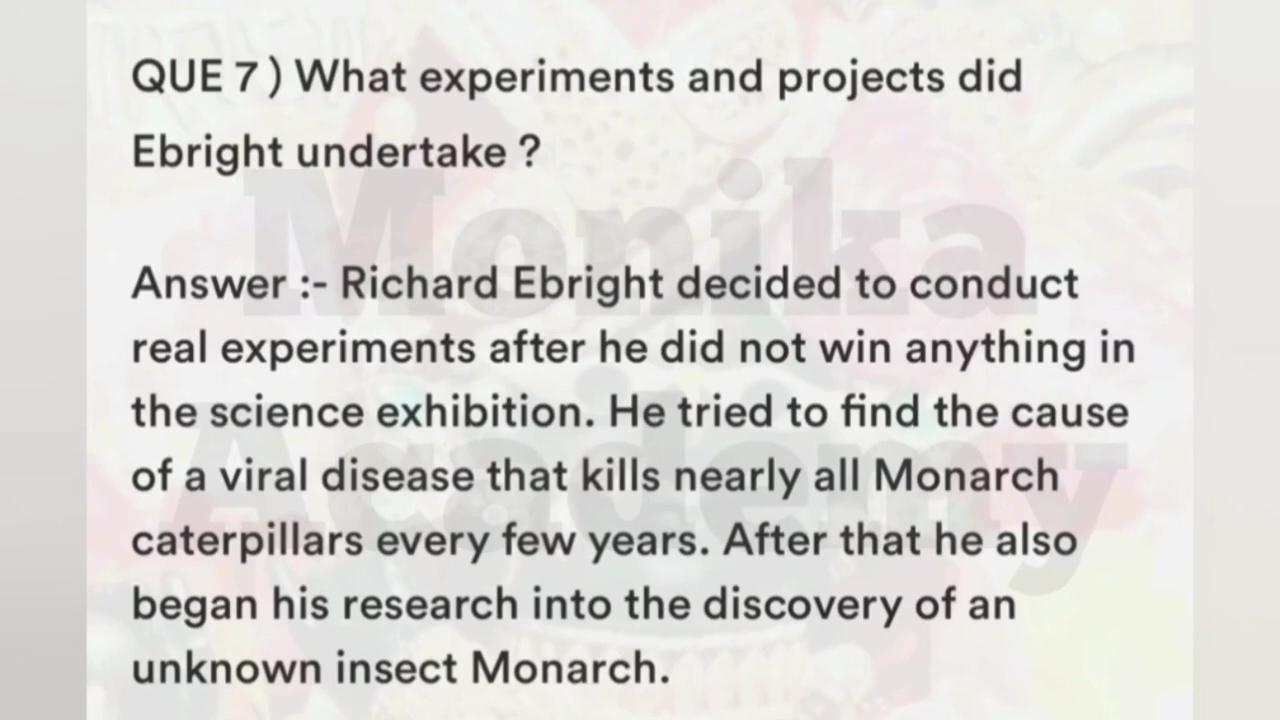 QUE 7 ) What experiments and projects did
Ebright undertake ?
Answer :- Richard Ebright decided to conduct
real experiments after he did not win anything in
the science exhibition. He tried to find the cause
of a viral disease that kills nearly all Monarch
caterpillars every few years. After that he also
began his research into the discovery of an
unknown insect Monarch.
Monika
Academy